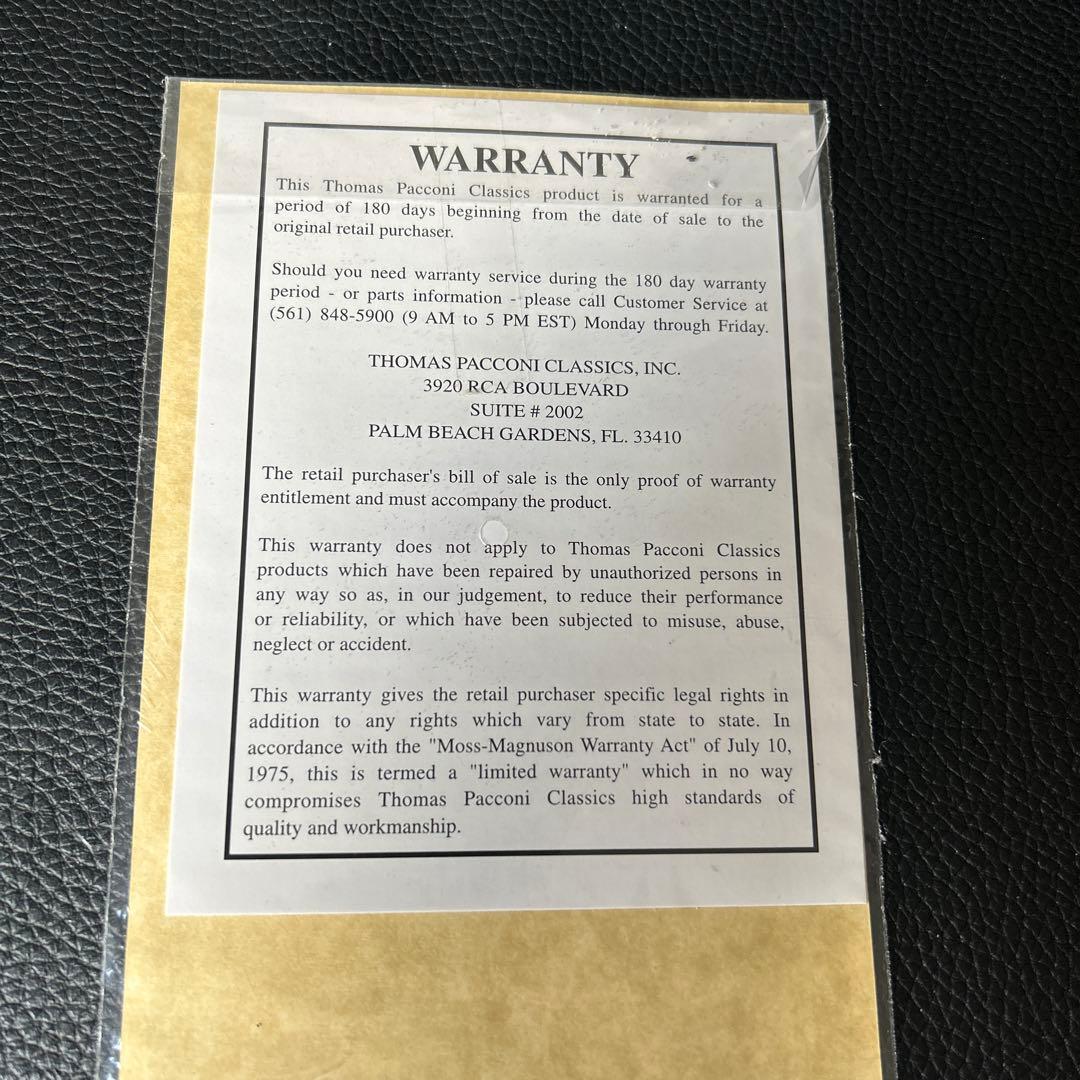 WARRANTY
This Thomas Pacconi Classics product is warranted for a
period of 180 days beginning from the date of sale to the
original retail purchaser.
Should you need warranty service during the 180 day warranty
period - or parts information - please call Customer Service at
(561) 848-5900 (9 AM to 5 PM EST) Monday through Friday.
THOMAS PACCONI CLASSICS, INC.
3920 RCA BOULEVARD
SUITE # 2002
PALM BEACH GARDENS, FL. 33410
The retail purchaser's bill of sale is the only proof of warranty
entitlement and must accompany the product.
This warranty does not apply to Thomas Pacconi Classics
products which have been repaired by unauthorized persons in
any way so as, in our judgement, to reduce their performance
or reliability, or which have been subjected to misuse, abuse,
neglect or accident.
This warranty gives the retail purchaser specific legal rights in
addition to any rights which vary from state to state. In
accordance with the "Moss-Magnuson Warranty Act" of July 10,
1975, this is termed a "limited warranty" which in no way
compromises Thomas Pacconi Classics high standards of
quality and workmanship.